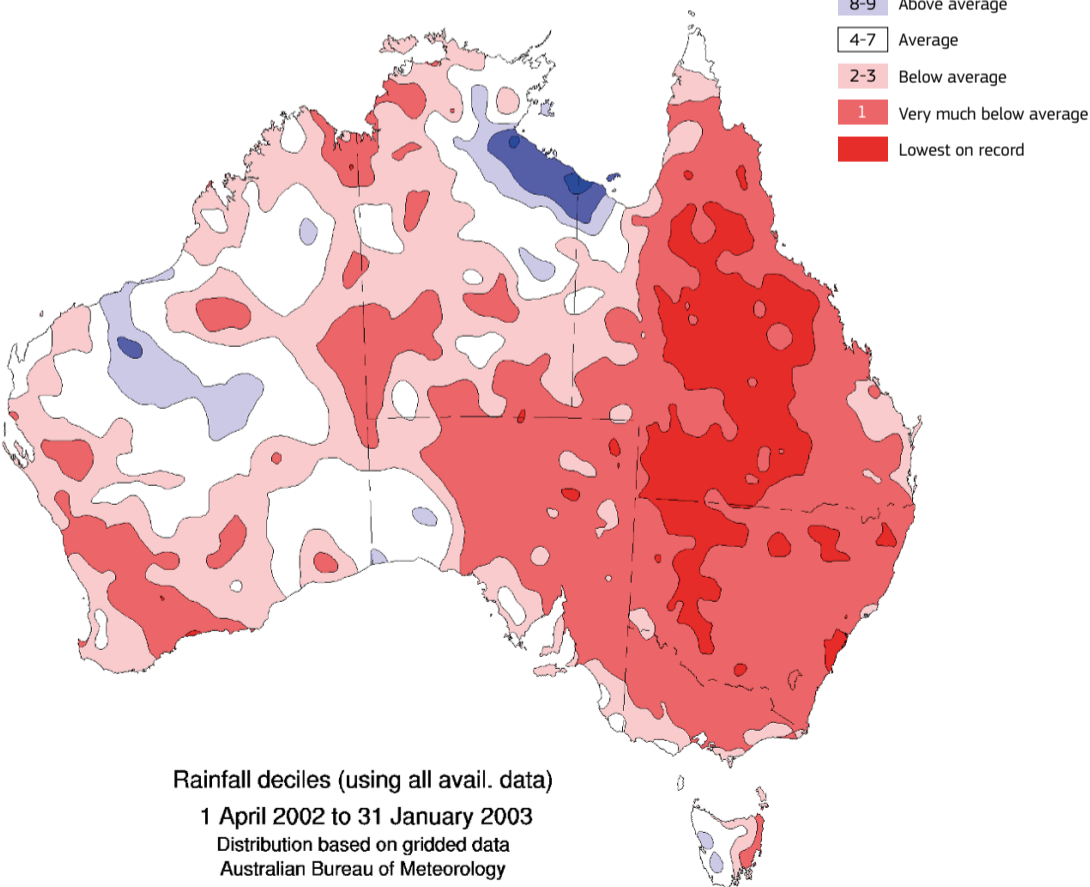 8-9 Above average
4-7 Average
2-3 Below average
1 Very much below average
Lowest on record
Rainfall deciles (using all avail. data)
1 April 2002 to 31 January 2003
Distribution based on gridded data
Australian Bureau of Meteorology